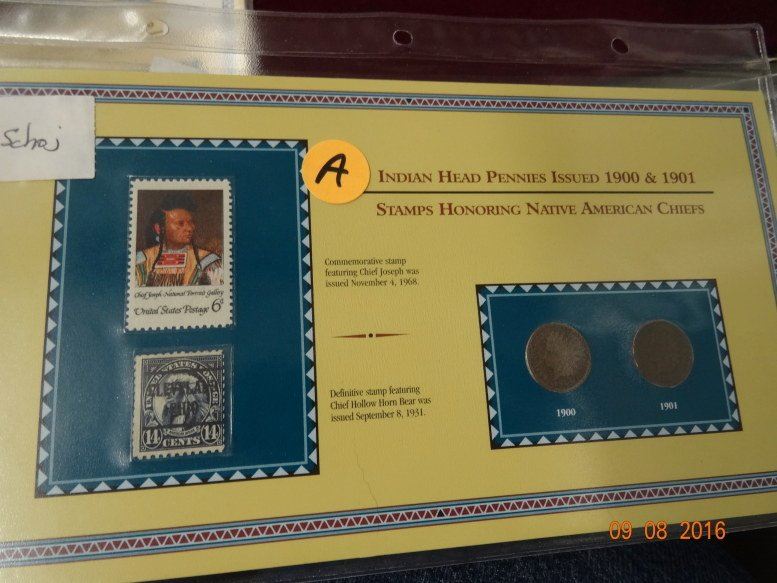 A
INDIAN HEAD PENNIES ISSUED 1900 & 1901
STAMPS HONORING NATIVE AMERICAN CHIEFS
Chief Joseph-National Portrait Gallery
United States Postage 6¢
Commemorative stamp
featuring Chief Joseph was
issued November 4, 1968.
Definitive stamp featuring
Chief Hollow Horn Bear was
issued September 8, 1931.
14 CENTS 14
1900
1901
09 08 2016